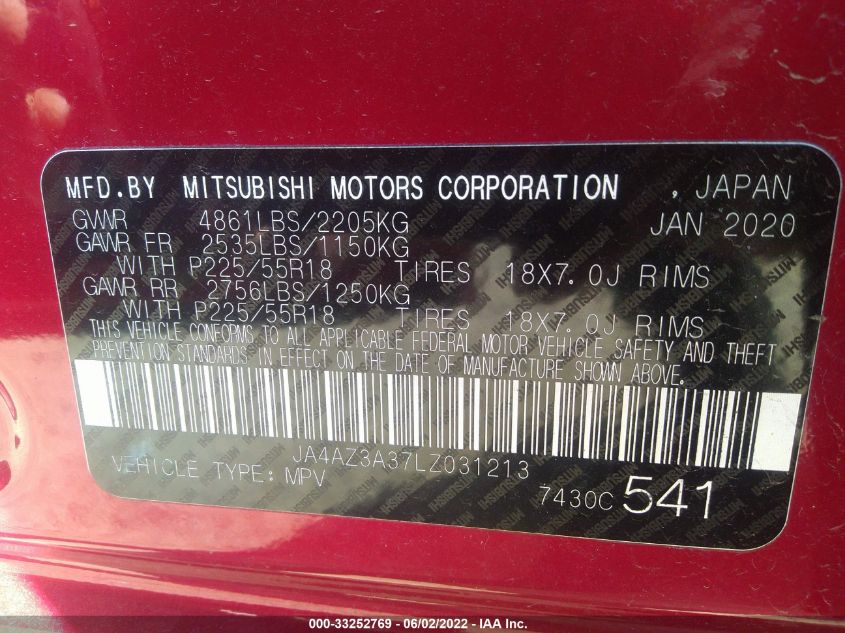 MFD.BY MITSUBISHI MOTORS CORPORATION , JAPAN
GVWR 4861LBS/2205KG JAN 2020
GAWR FR 2535LBS/1150KG
WITH P225/55R18 TIRES 18X7.0J RIMS
GAWR RR 2756LBS/1250KG
WITH P225/55R18 TIRES 18X7.0J RIMS
THIS VEHICLE CONFORMS TO ALL APPLICABLE FEDERAL MOTOR VEHICLE SAFETY AND THEFT
PREVENTION STANDARDS IN EFFECT ON THE DATE OF MANUFACTURE SHOWN ABOVE.
JA4AZ3A37LZ031213
VEHICLE TYPE: MPV
7430C 541
000-33252769 - 06/02/2022 - IAA Inc.